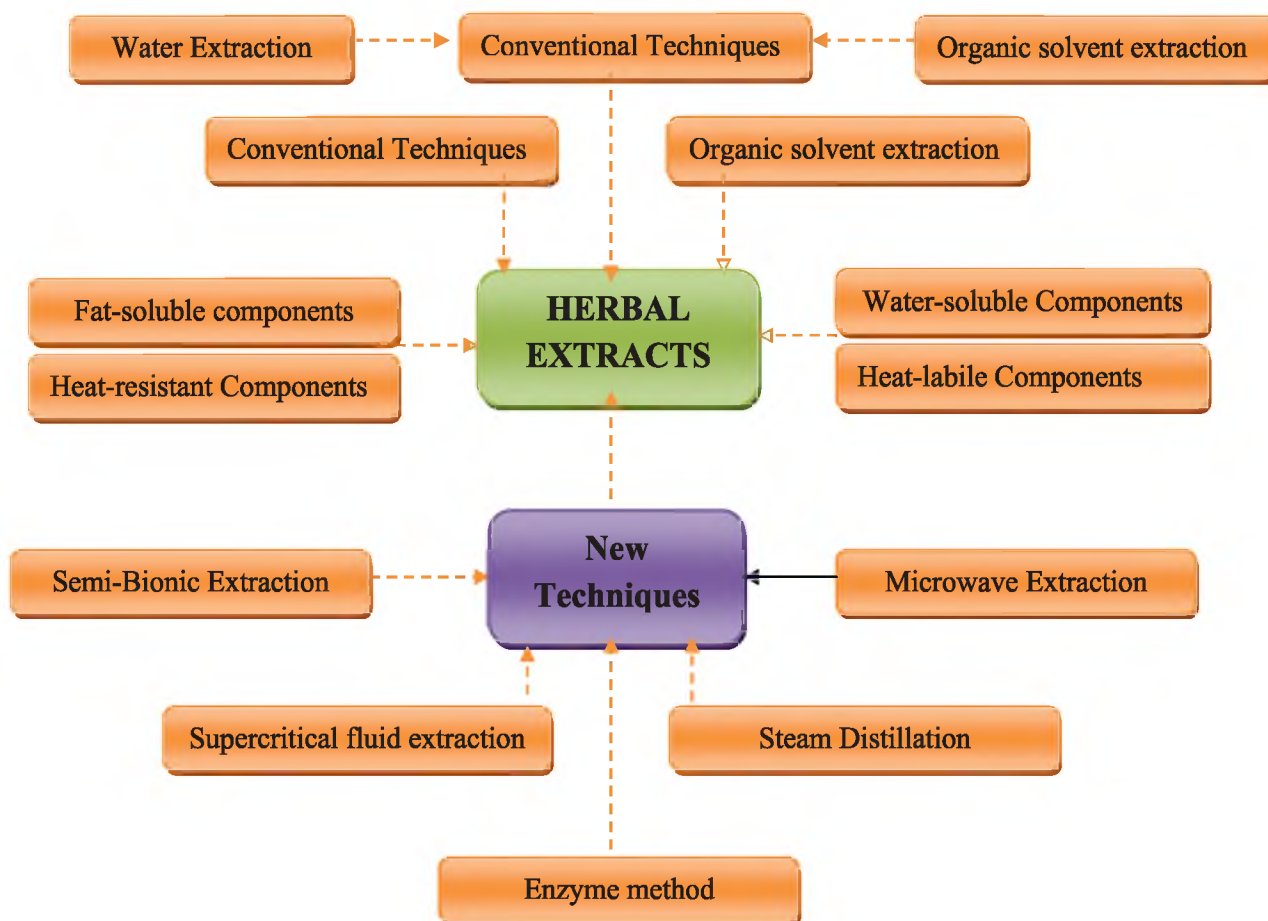 Water Extraction
Conventional Techniques
Organic solvent extraction
Conventional Techniques
Organic solvent extraction
Fat-soluble components
HERBAL
EXTRACTS
Water-soluble Components
Heat-resistant Components
Heat-labile Components
Semi-Bionic Extraction
New
Techniques
Microwave Extraction
Supercritical fluid extraction
Steam Distillation
Enzyme method